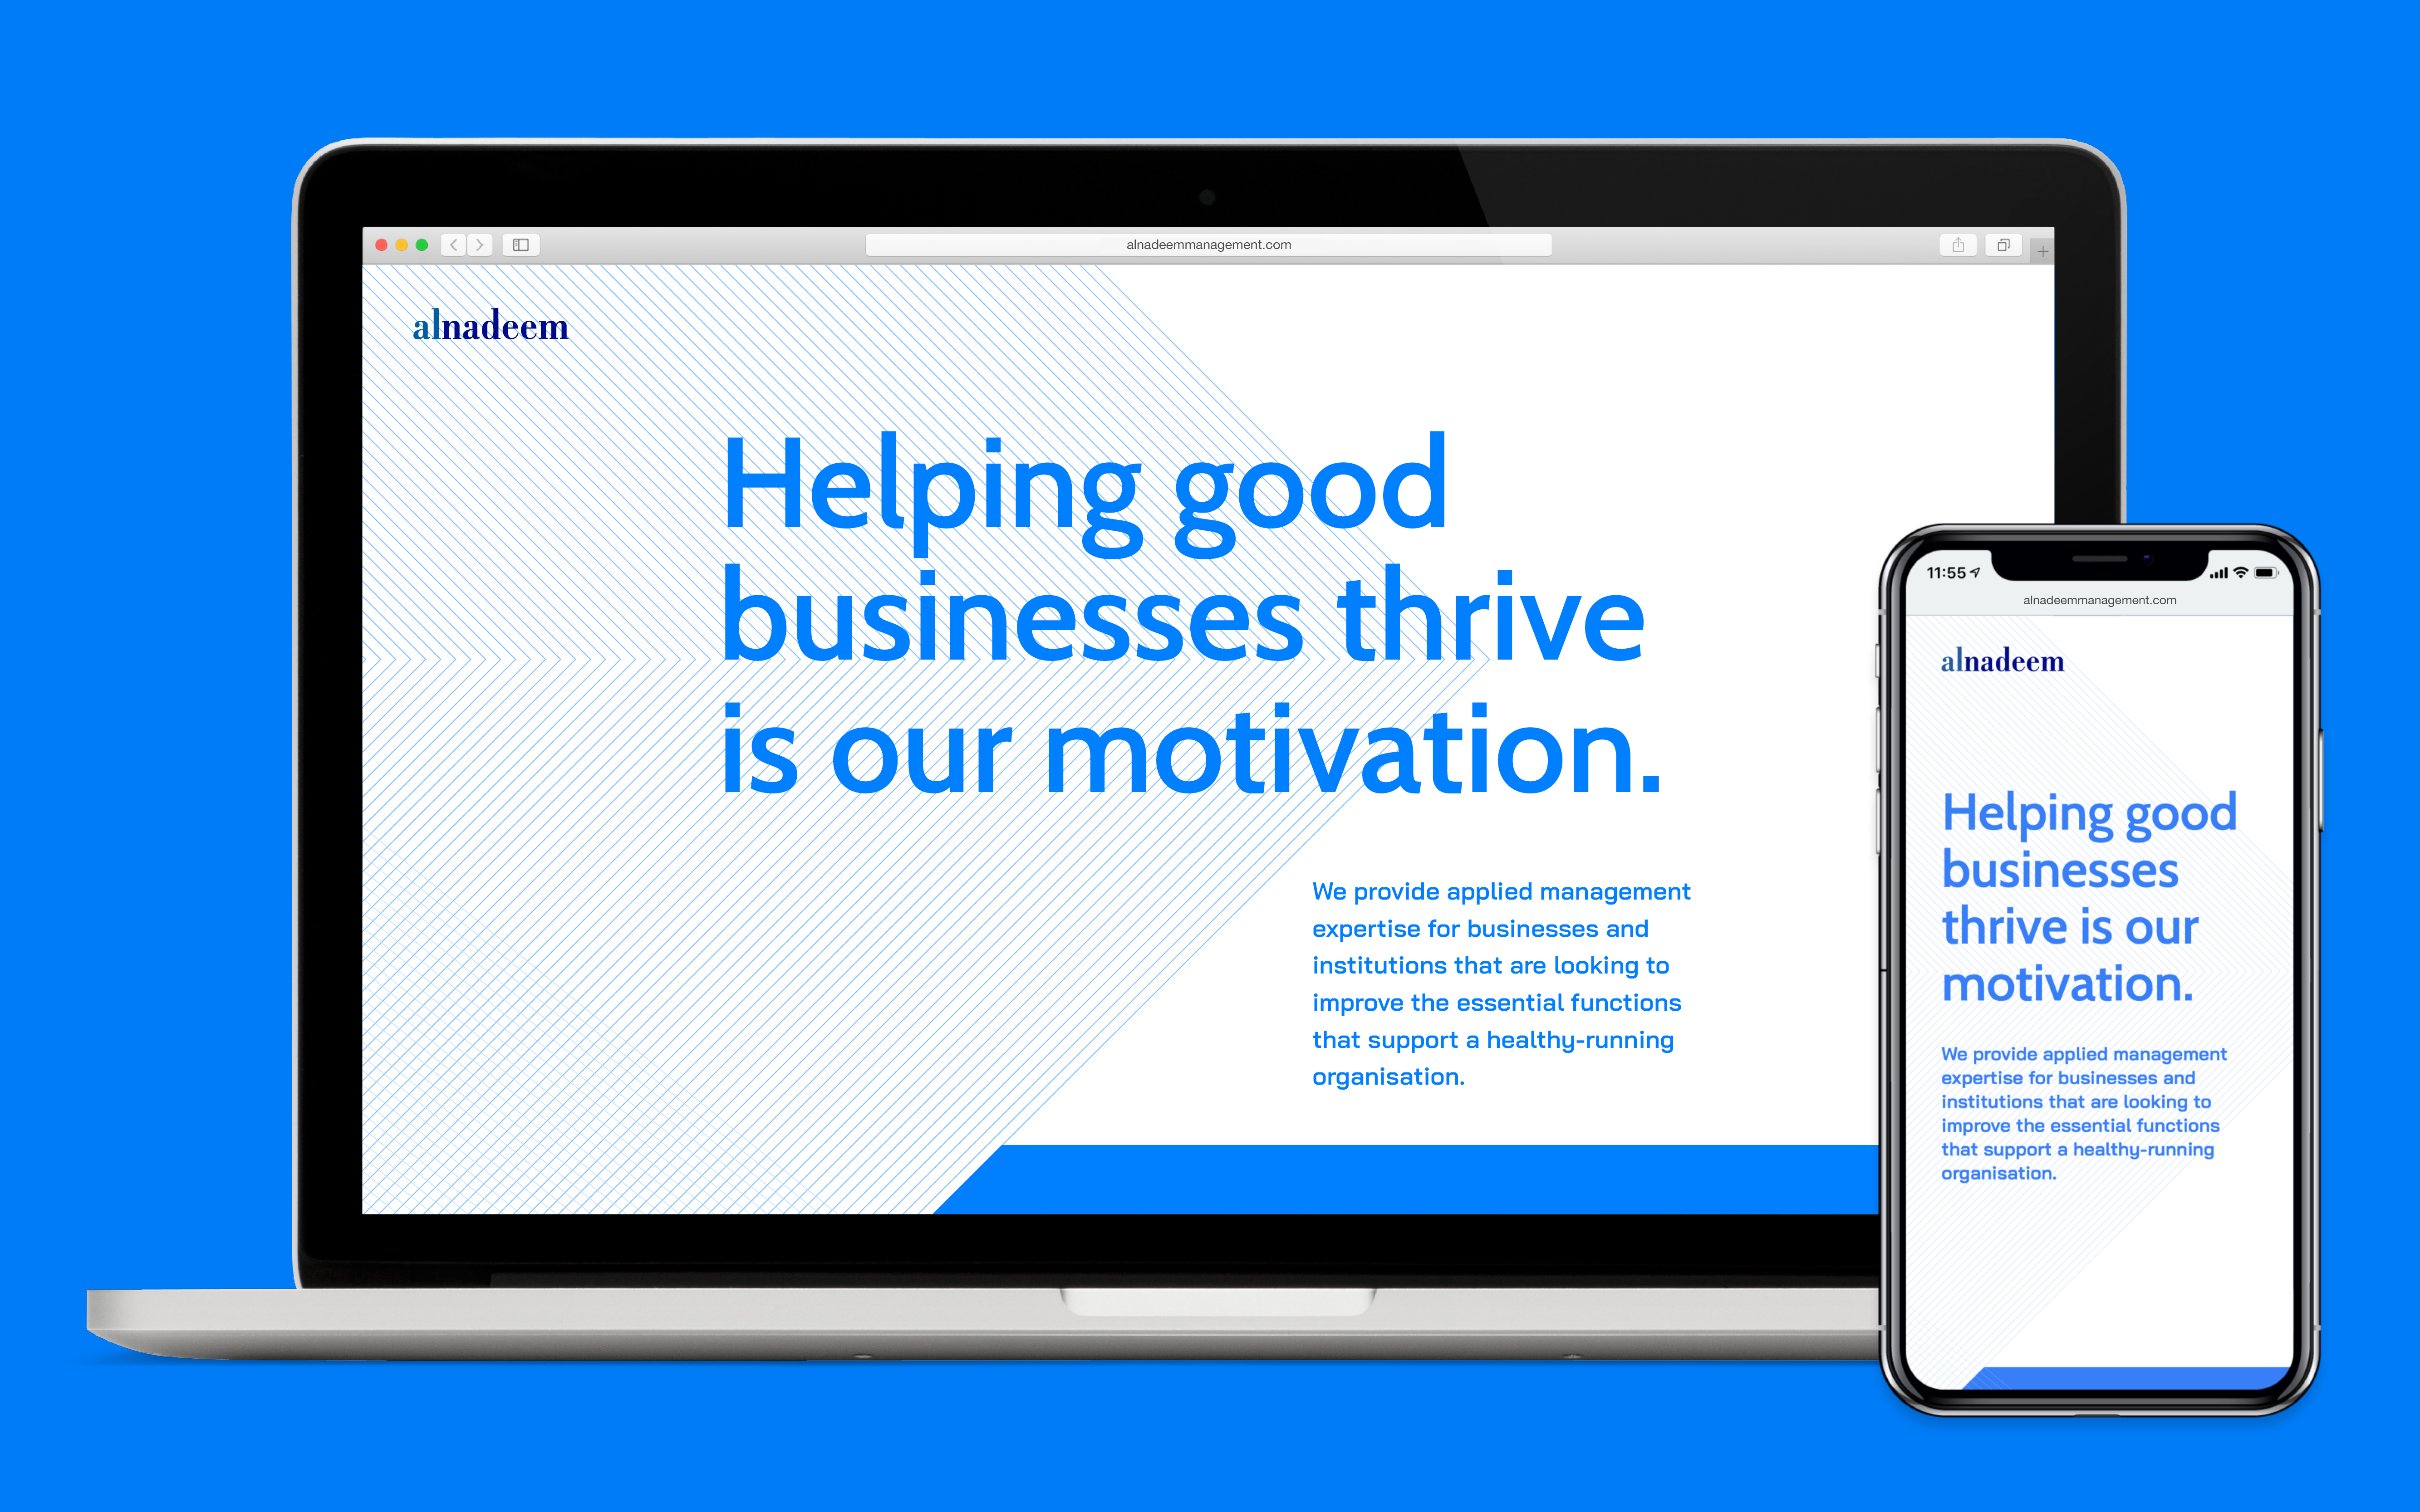 alnadeemmanagement.com
alnadeem
Helping good
businesses thrive
is our motivation.
We provide applied management
expertise for businesses and
institutions that are looking to
improve the essential functions
that support a healthy-running
organisation.
11:55
alnadeemmanagement.com
alnadeem
Helping good
businesses
thrive is our
motivation.
We provide applied management
expertise for businesses and
institutions that are looking to
improve the essential functions
that support a healthy-running
organisation.